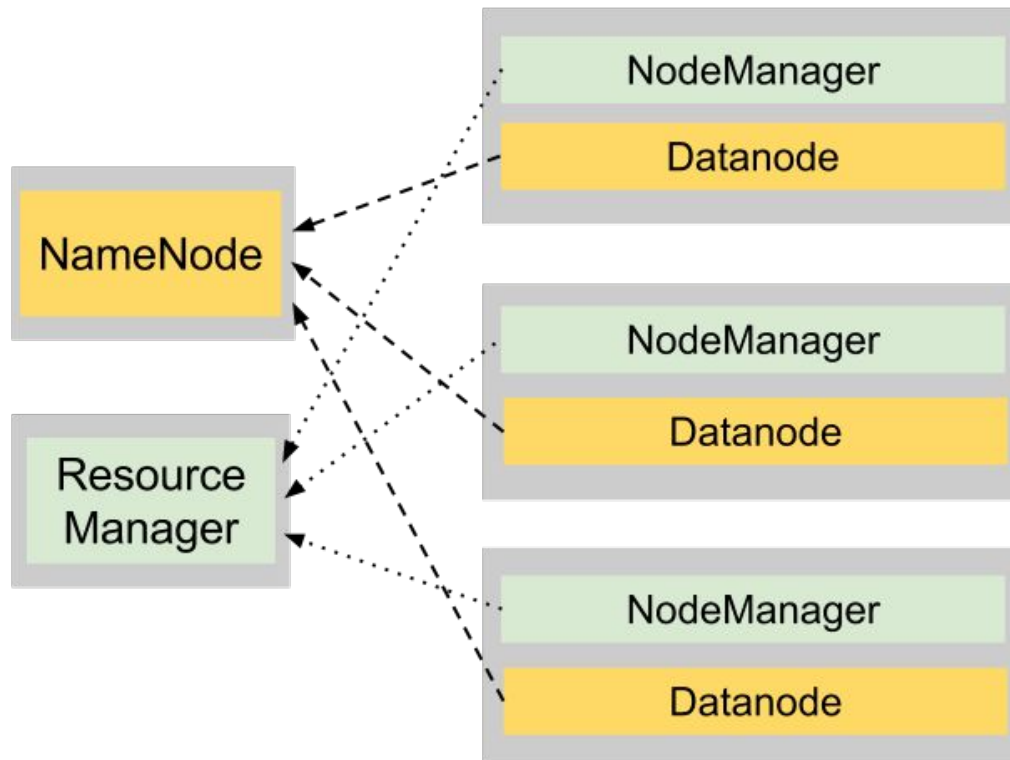 NameNode
Resource
Manager
NodeManager
Datanode
NodeManager
Datanode
NodeManager
Datanode